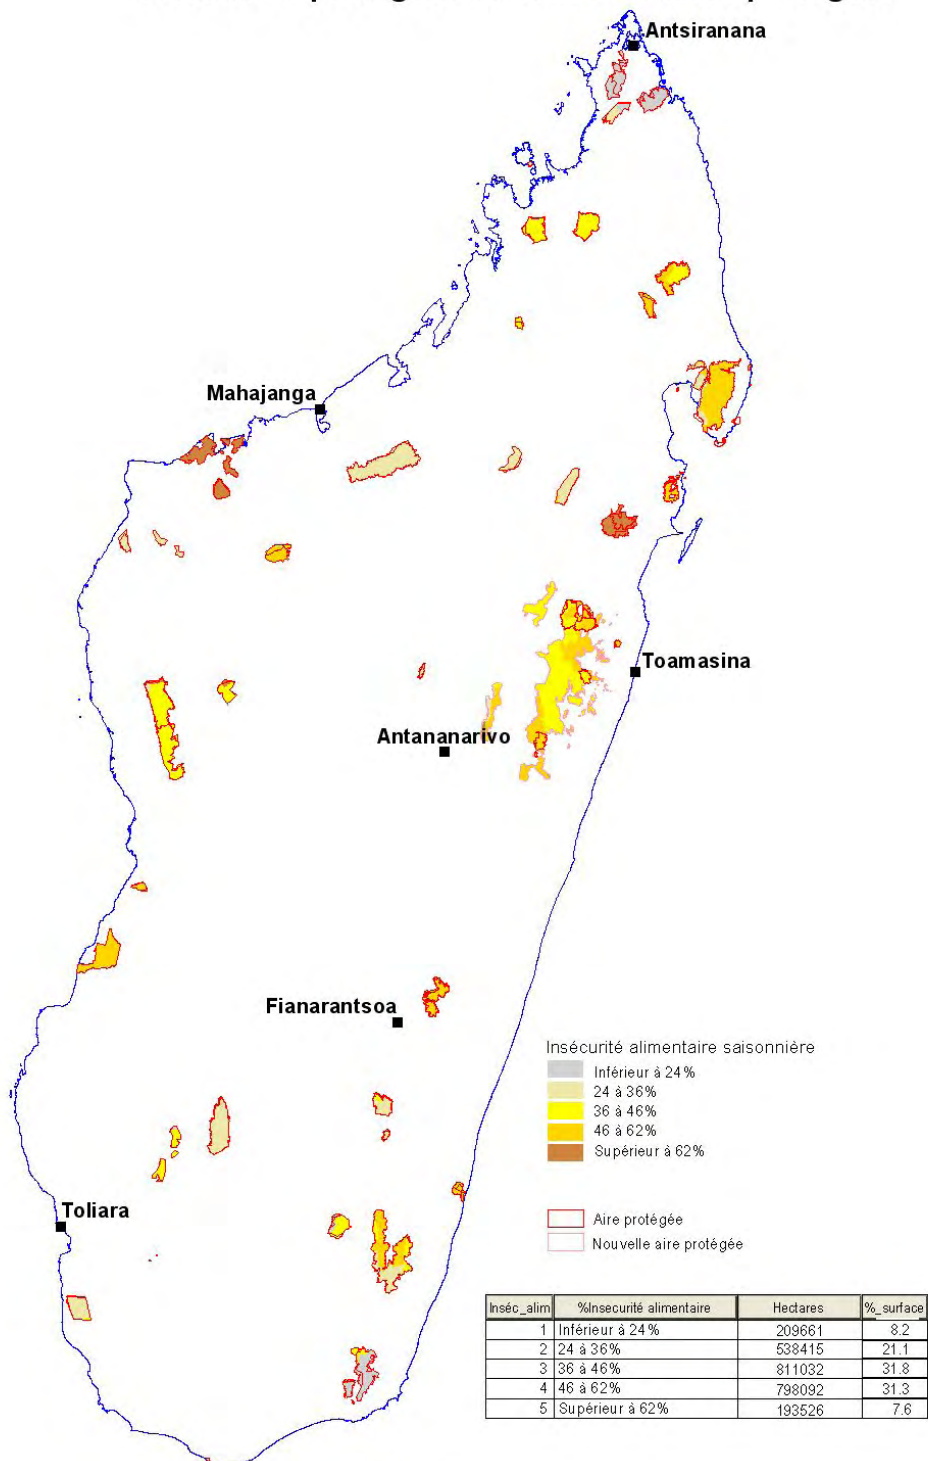 Antsiranana
Mahajanga
Toamasina
Antananarivo
Fianarantsoa
Insécurité alimentaire saisonnière
Inférieur à 24%
24 à 36%
36 à 46%
46 à 62%
Supérieur à 62%
Toliara
Aire protégée
Nouvelle aire protégée
Inséc_alim %Insecurité alimentaire Hectares %_surface
1 Inférieur à 24% 209661 8.2
2 24 à 36% 538415 21.1
3 36 à 46% 811032 31.8
4 46 à 62% 798092 31.3
5 Supérieur à 62% 193526 7.6